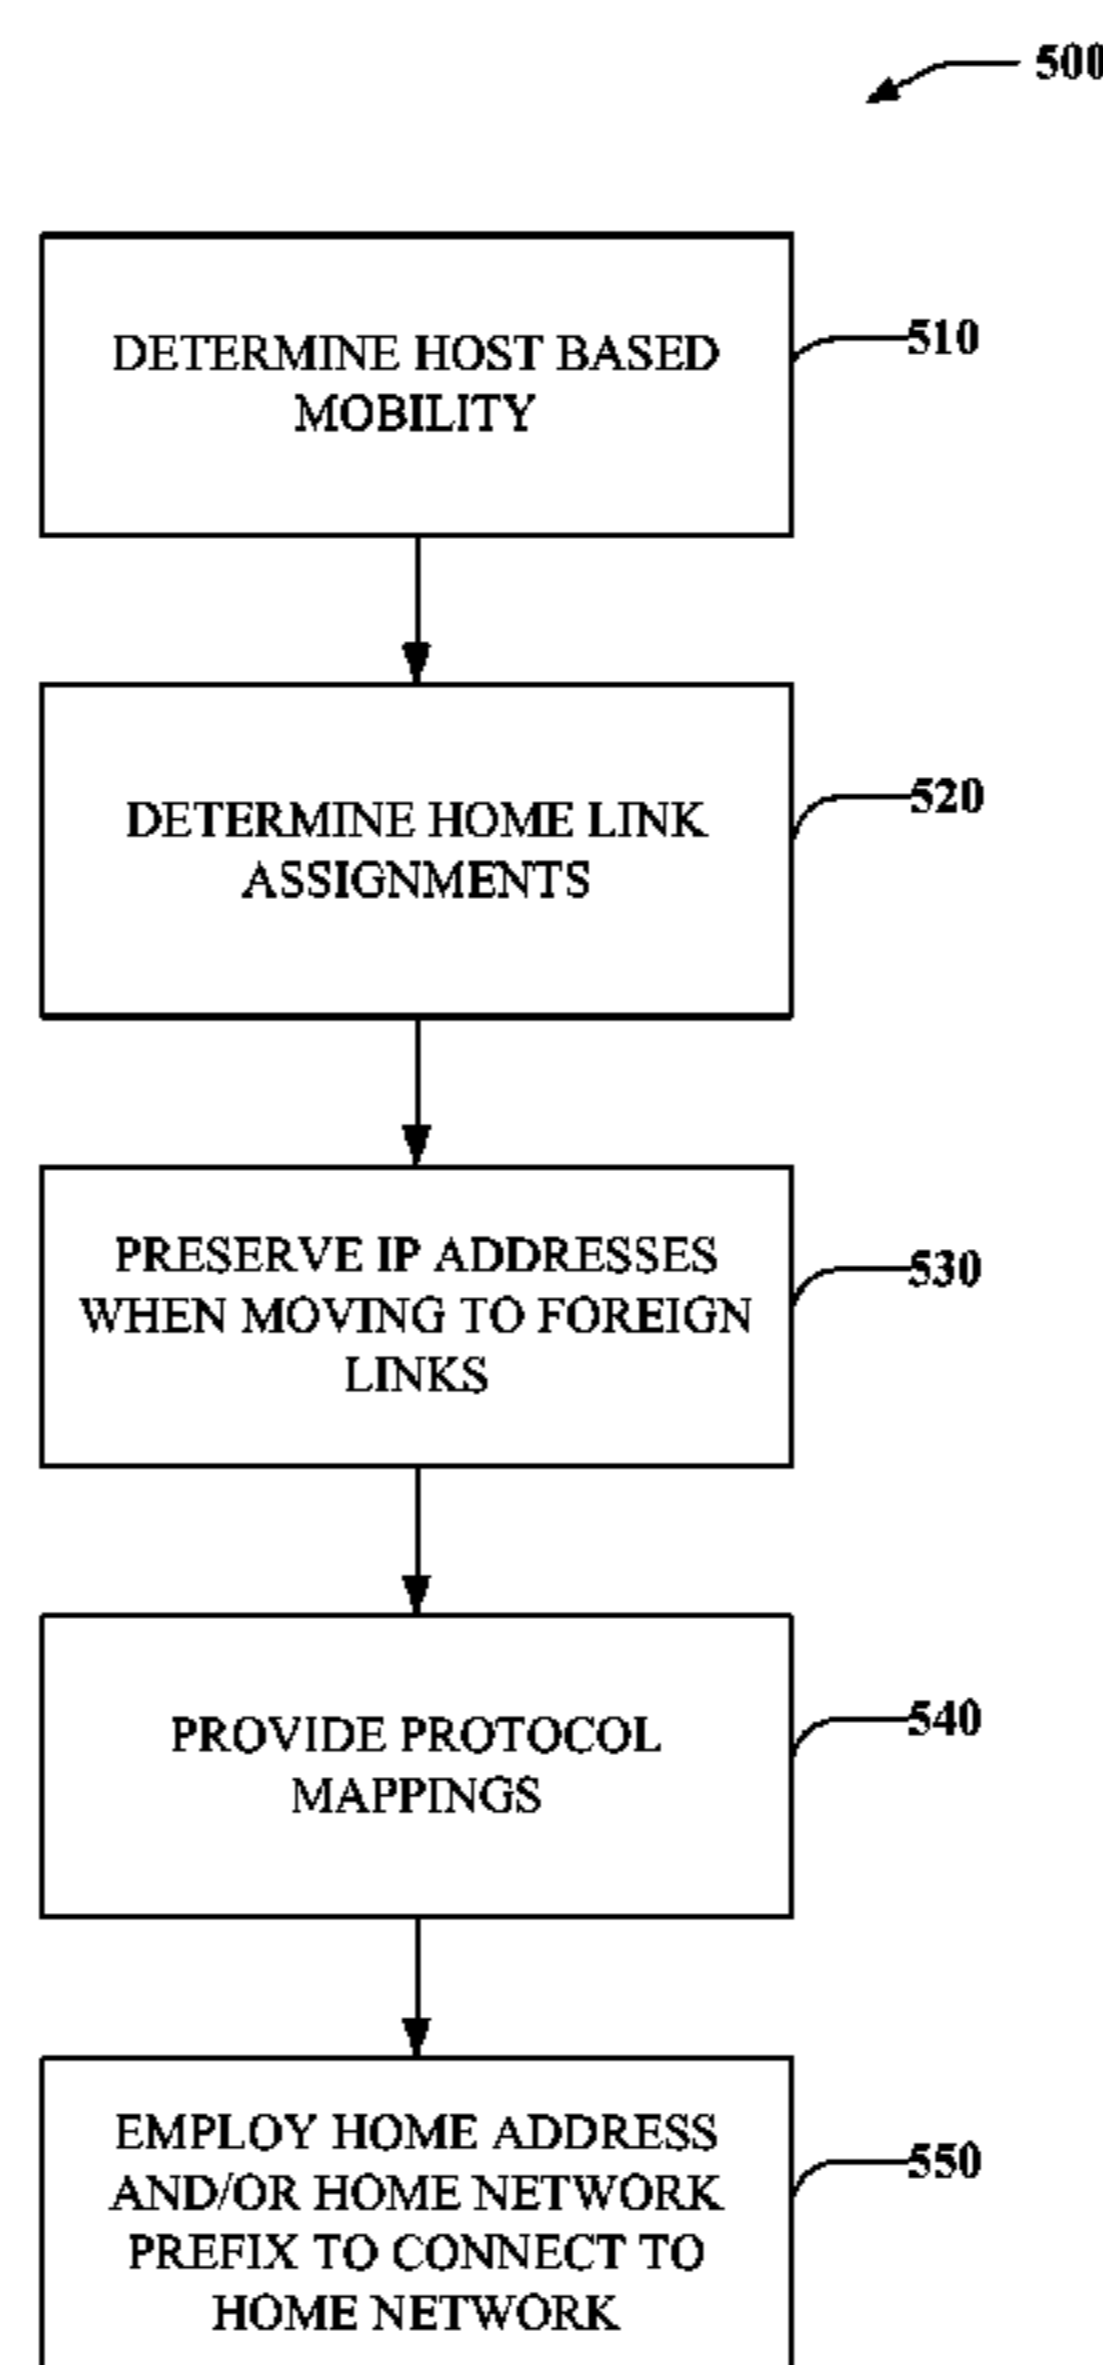 500
DETERMINE HOST BASED
MOBILITY
510
DETERMINE HOME LINK
ASSIGNMENTS
520
PRESERVE IP ADDRESSES
WHEN MOVING TO FOREIGN
LINKS
530
PROVIDE PROTOCOL
MAPPINGS
540
EMPLOY HOME ADDRESS
AND/OR HOME NETWORK
PREFIX TO CONNECT TO
HOME NETWORK
550